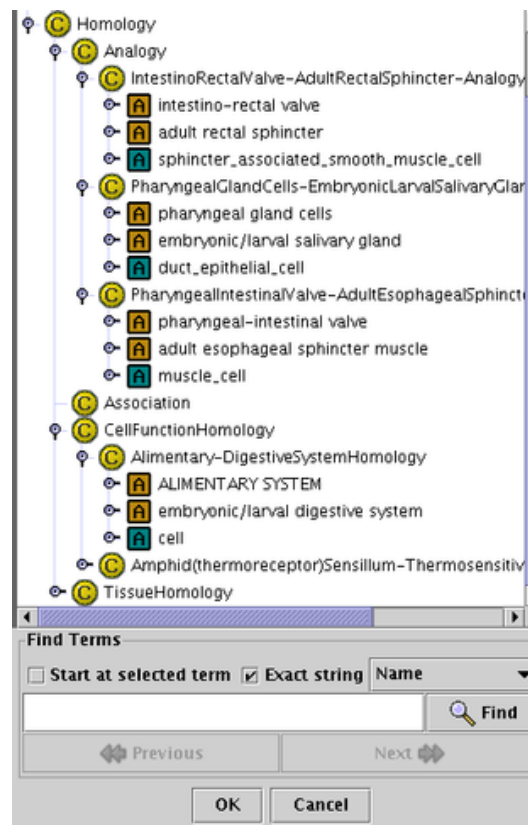 C Homology
C Analogy
C IntestinoRectalValve-AdultRectalSphincter-Analogy
A intestino-rectal valve
A adult rectal sphincter
A sphincter_associated_smooth_muscle_cell
C PharyngealGlandCells-EmbryonicLarvalSalivaryGlan
A pharyngeal gland cells
A embryonic/larval salivary gland
A duct_epithelial_cell
C PharyngealIntestinalValve-AdultEsophagealSphincte
A pharyngeal-intestinal valve
A adult esophageal sphincter muscle
A muscle_cell
C Association
C CellFunctionHomology
C Alimentary-DigestiveSystemHomology
A ALIMENTARY SYSTEM
A embryonic/larval digestive system
A cell
C Amphid(thermoreceptor)Sensillum-Thermosensitiv
C TissueHomology
Find Terms
Start at selected term Exact string Name
Find
Previous Next
OK Cancel